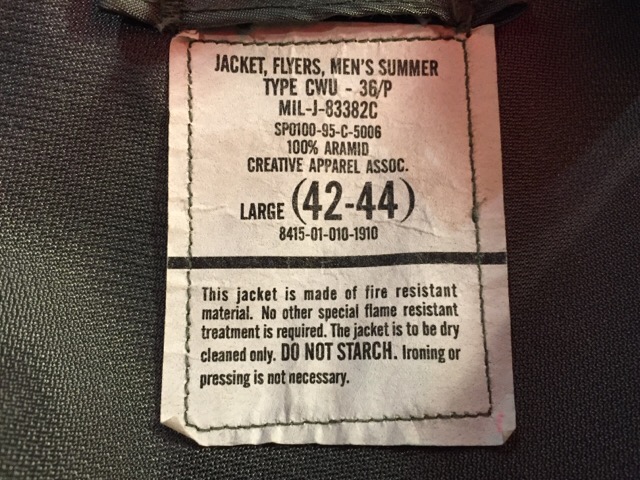 JACKET, FLYERS, MEN'S SUMMER
TYPE CWU - 36/P
MIL-J-83382C
SPO100-95-C-5006
100% ARAMID
CREATIVE APPAREL ASSOC.
LARGE (42-44)
8415-01-010-1910
This jacket is made of fire resistant
material. No other special flame resistant
treatment is required. The jacket is to be dry
cleaned only. DO NOT STARCH. Ironing or
pressing is not necessary.